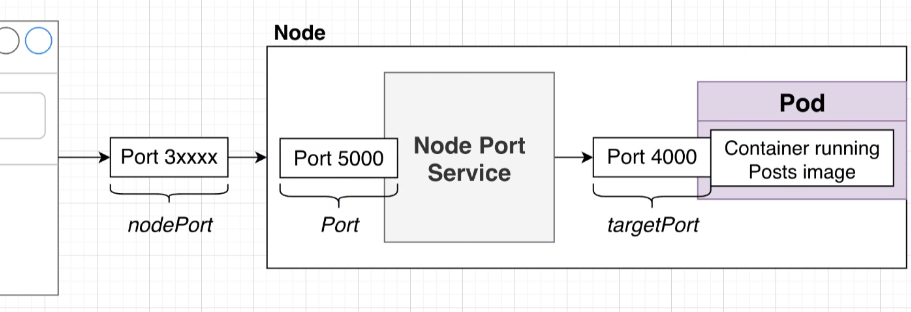 Node
Port 3xxxx
Port 5000
Node Port
Service
Port 4000
Pod
Container running
Posts image
nodePort
Port
targetPort